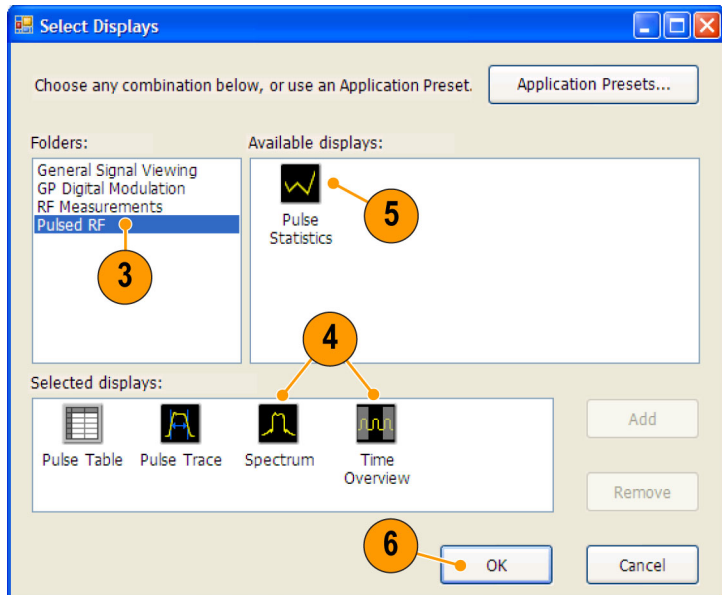 Select Displays
Choose any combination below, or use an Application Preset.
Application Presets...
Folders:
Available displays:
General Signal Viewing
GP Digital Modulation
RF Measurements
Pulsed RF
3
Pulse
Statistics
5
4
Selected displays:
Pulse Table
Pulse Trace
Spectrum
Time
Overview
Add
Remove
6
OK
Cancel